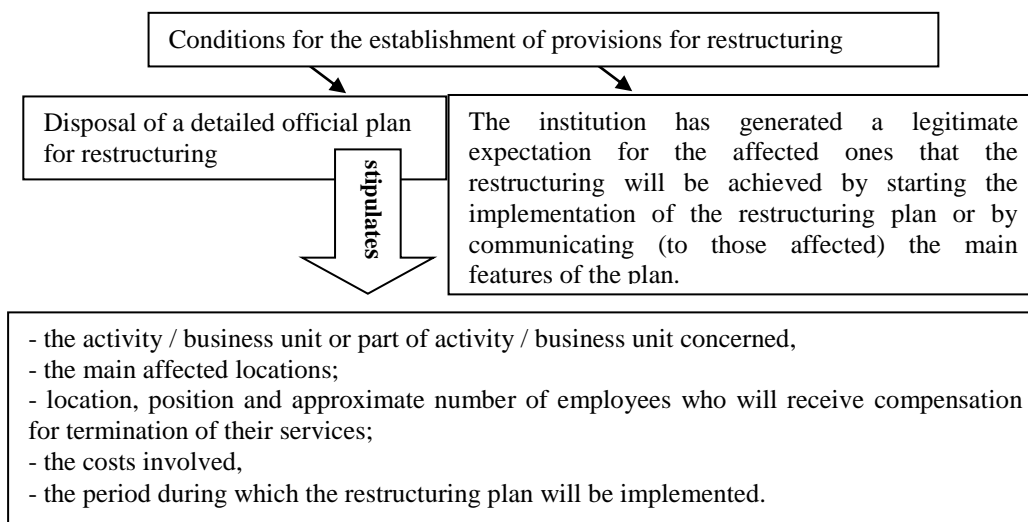 Conditions for the establishment of provisions for restructuring
Disposal of a detailed official plan
for restructuring
The institution has generated a legitimate
expectation for the affected ones that the
restructuring will be achieved by starting the
implementation of the restructuring plan or by
communicating (to those affected) the main
features of the plan.
stipulates
- the activity / business unit or part of activity / business unit concerned,
- the main affected locations;
- location, position and approximate number of employees who will receive compensation
for termination of their services;
- the costs involved,
- the period during which the restructuring plan will be implemented.